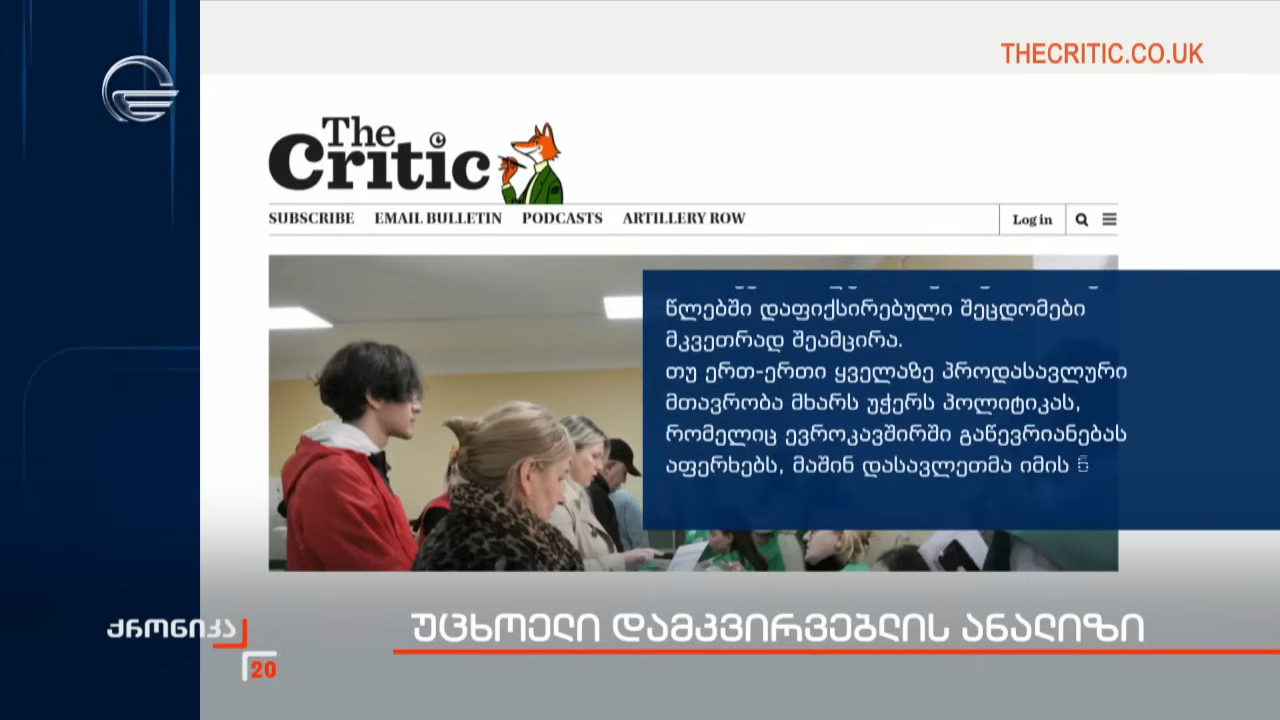 THECRITIC.CO.UK
The
Critic
SUBSCRIBE EMAIL BULLETIN PODCASTS ARTILLERY ROW Log in
წლებში დაფიქსირებული შეცდომები
მკვეთრად შეამცირა.
თუ ერთ-ერთი ყველაზე პროდასავლური
მთავრობა მხარს უჭერს პოლიტიკას,
რომელიც ევროკავშირში გაწევრიანებას
აფერხებს, მაშინ დასავლეთმა იმის
ქრონიკა
20
უცხოელი დამკვირვებლის ანალიზი